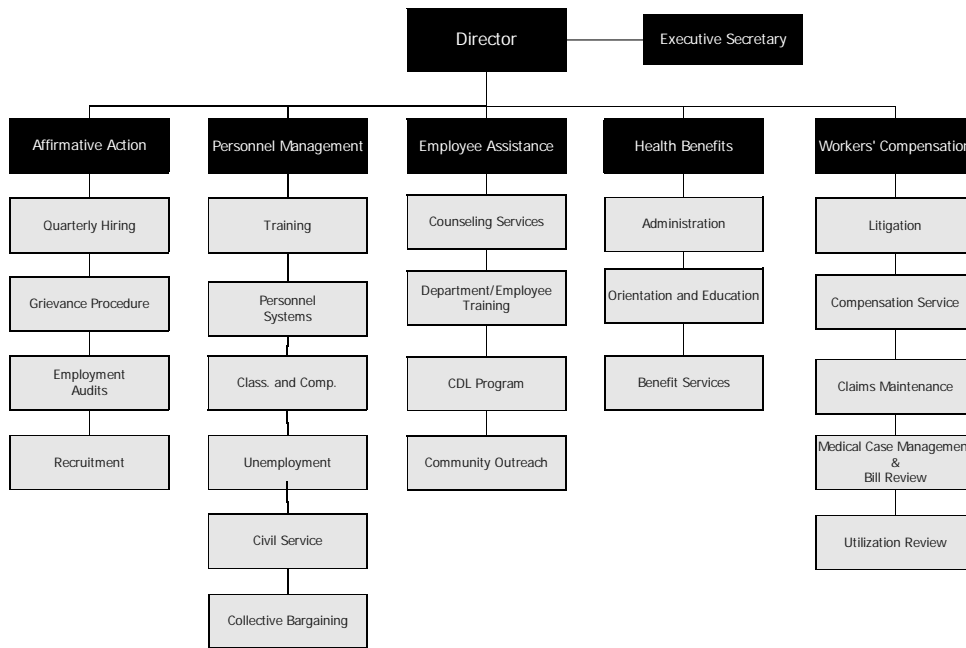 Director
Executive Secretary
Affirmative Action
Personnel Management
Employee Assistance
Health Benefits
Workers' Compensation
Quarterly Hiring
Grievance Procedure
Employment
Audits
Recruitment
Training
Personnel
Systems
Class. and Comp.
Unemployment
Civil Service
Collective Bargaining
Counseling Services
Department/Employee
Training
CDL Program
Community Outreach
Administration
Orientation and Education
Benefit Services
Litigation
Compensation Service
Claims Maintenance
Medical Case Management
&
Bill Review
Utilization Review